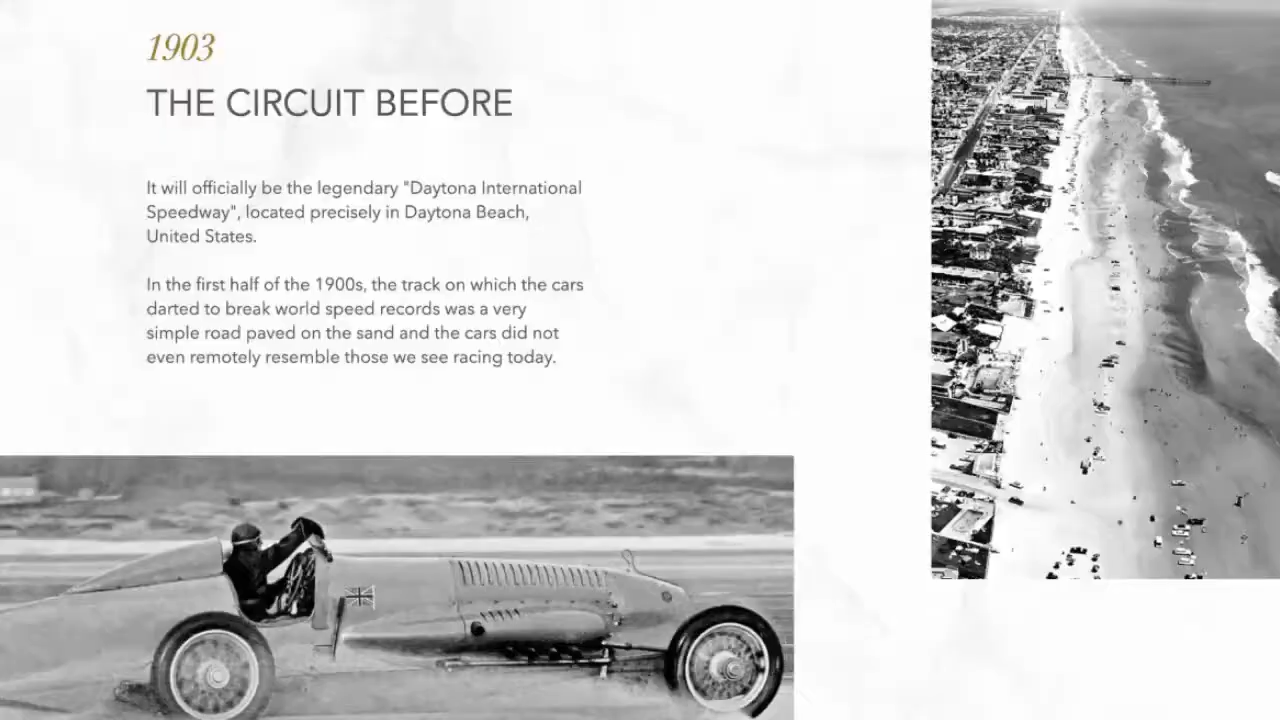 1903
THE CIRCUIT BEFORE
It will officially be the legendary "Daytona International
Speedway", located precisely in Daytona Beach,
United States.
In the first half of the 1900s, the track on which the cars
darted to break world speed records was a very
simple road paved on the sand and the cars did not
even remotely resemble those we see racing today.